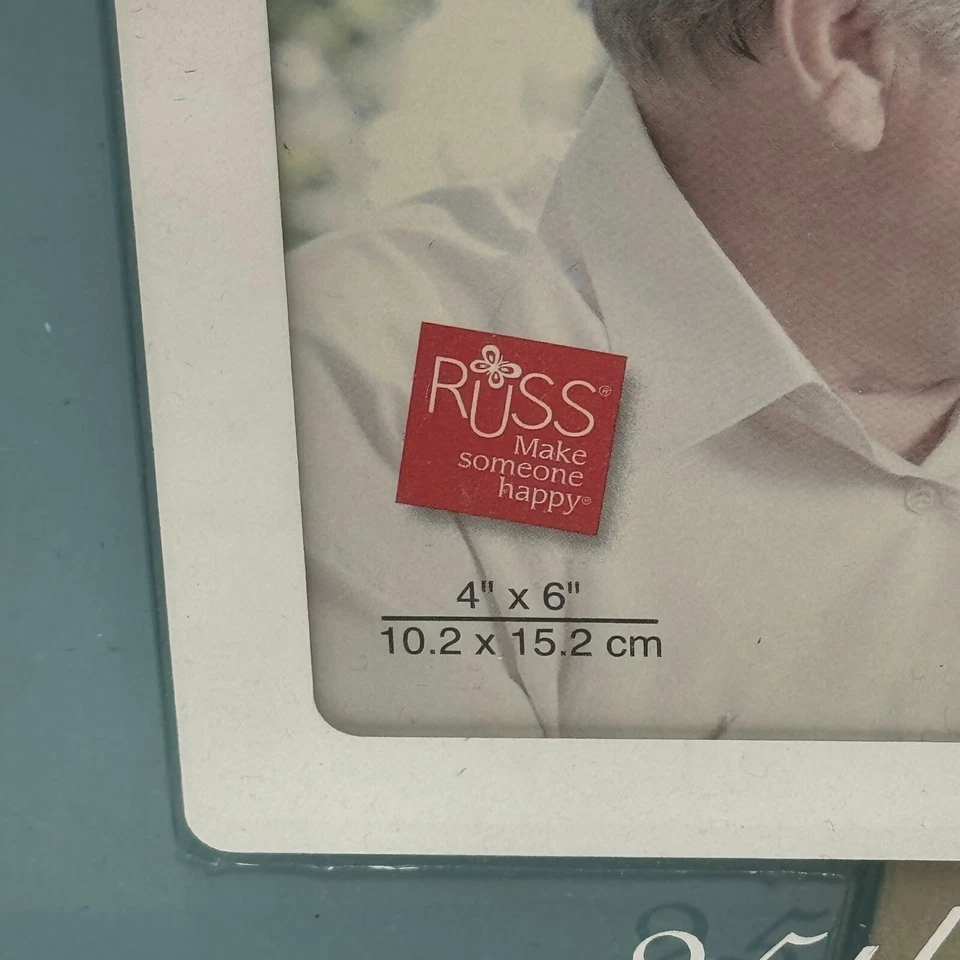 RUSS®
Make
someone
happy®
4" x 6"
10.2 x 15.2 cm